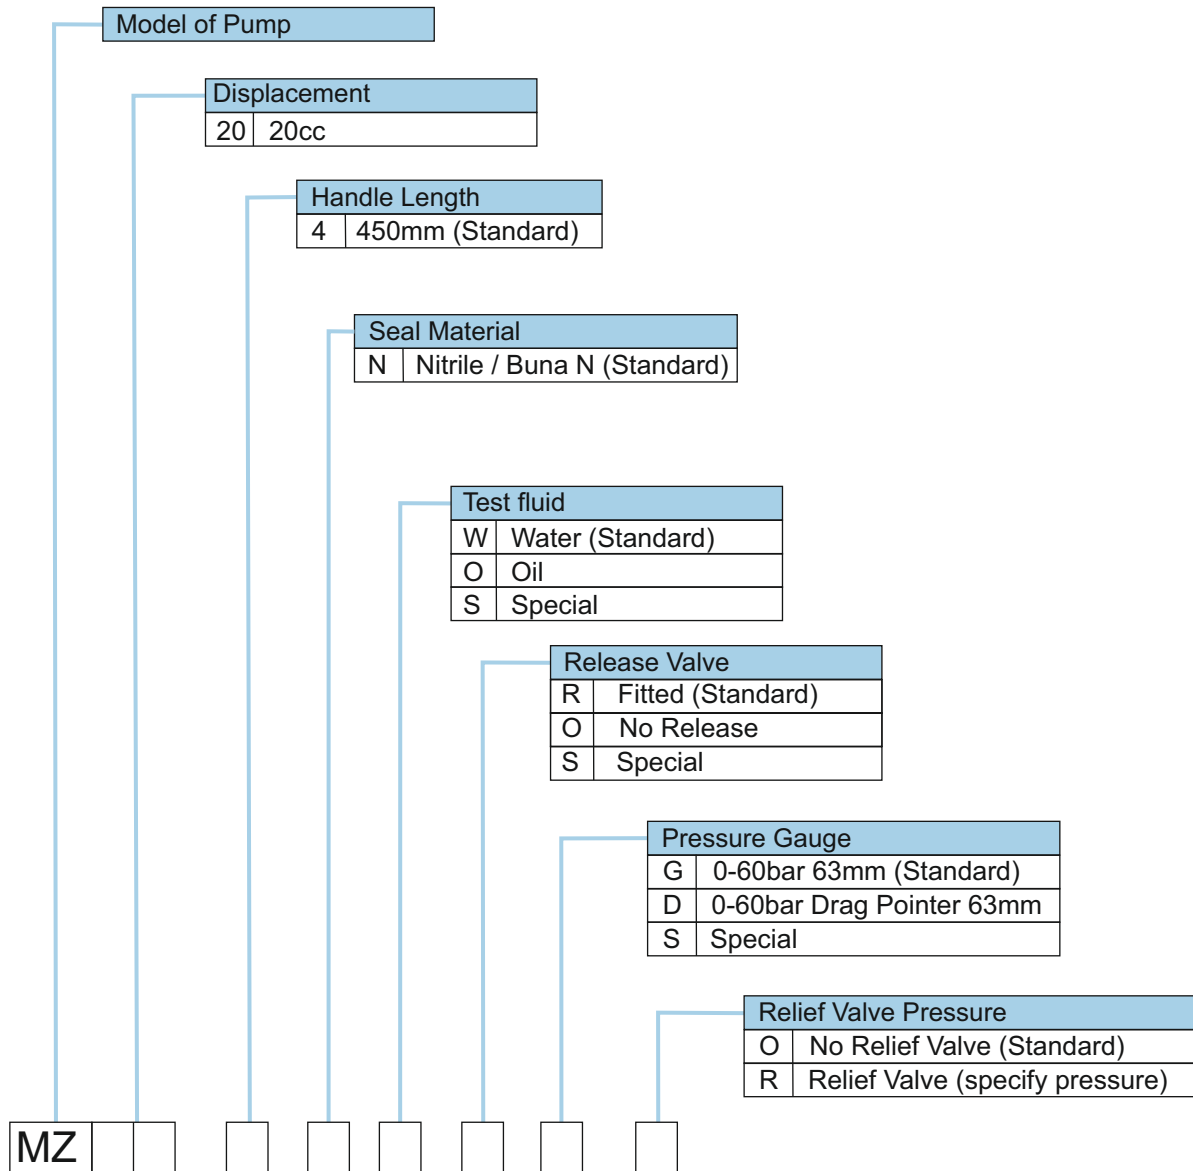 Model of Pump
Displacement
20 20cc
Handle Length
4 450mm (Standard)
Seal Material
N Nitrile / Buna N (Standard)
Test fluid
W Water (Standard)
O Oil
S Special
Release Valve
R Fitted (Standard)
O No Release
S Special
Pressure Gauge
G 0-60bar 63mm (Standard)
D 0-60bar Drag Pointer 63mm
S Special
Relief Valve Pressure
O No Relief Valve (Standard)
R Relief Valve (specify pressure)
MZ